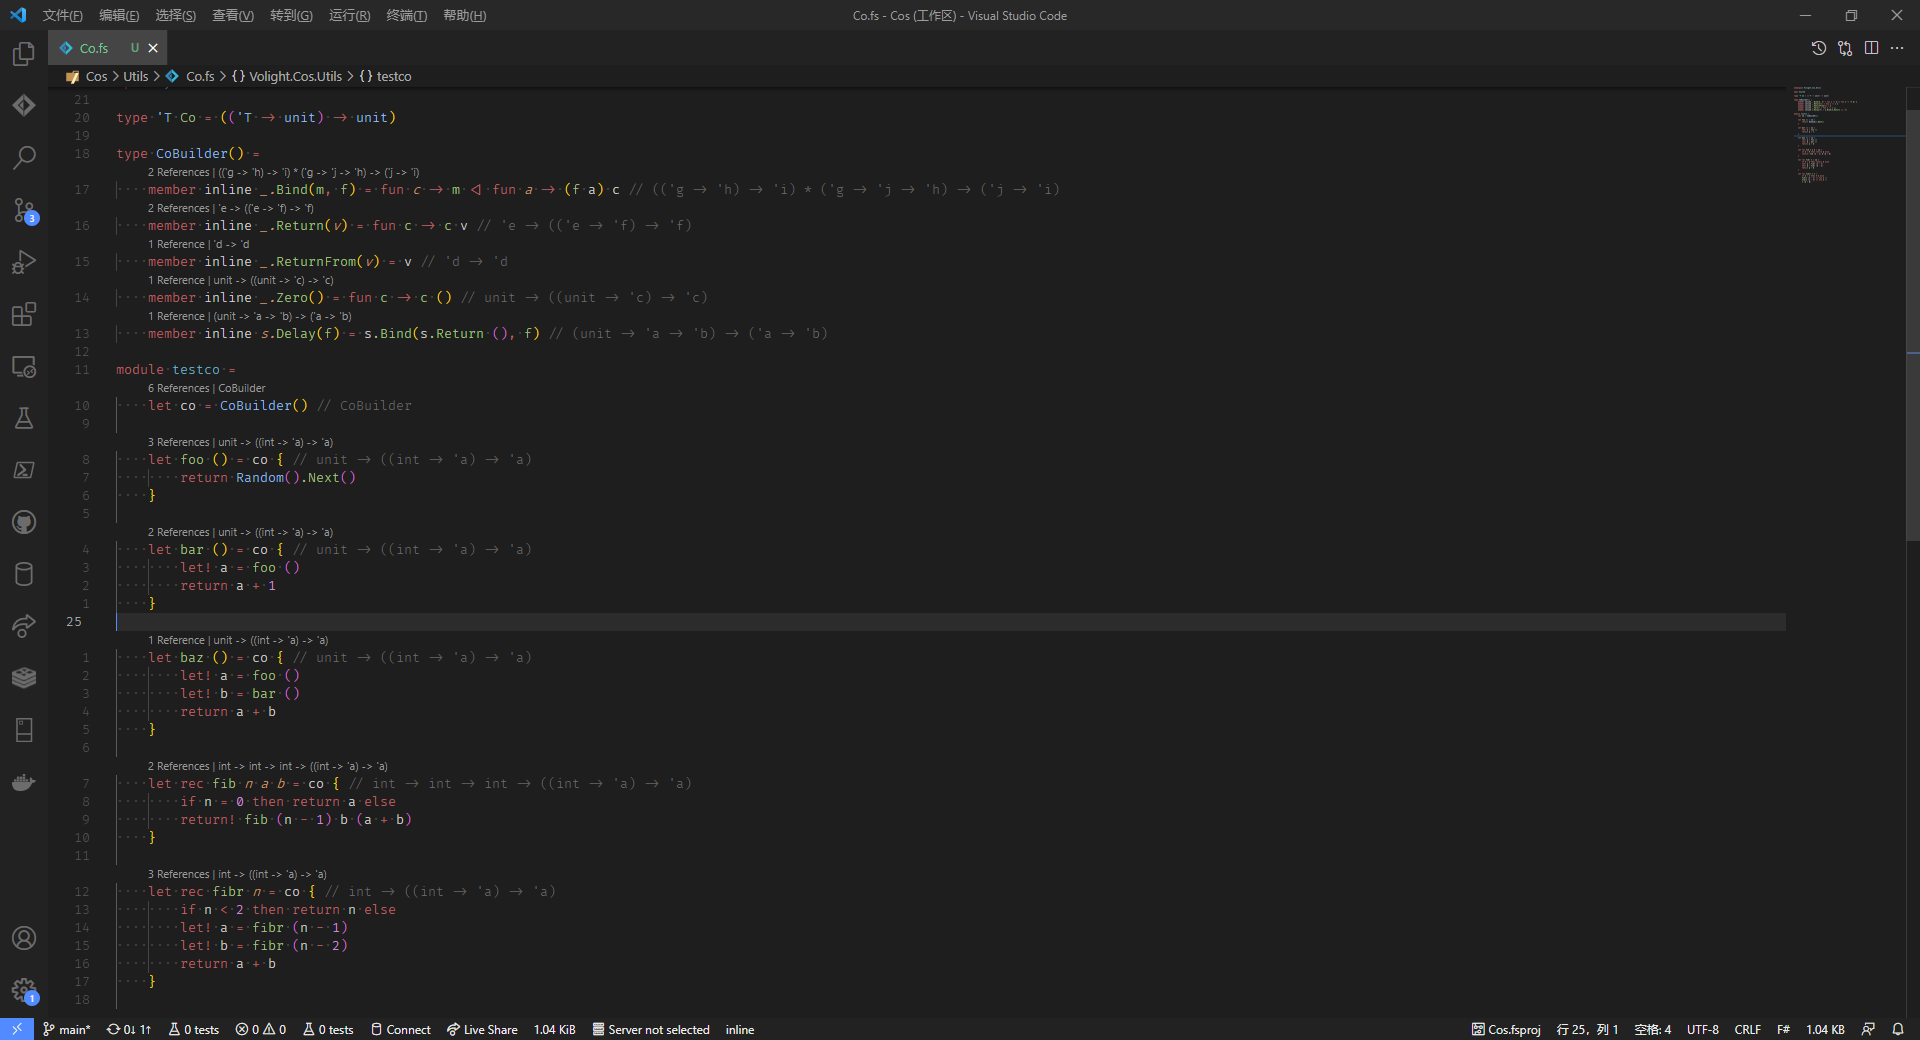 文件(F) 编辑(E) 选择(S) 查看(V) 转到(G) 运行(R) 终端(T) 帮助(H)
Co.fs - Cos (工作区) - Visual Studio Code
Co.fs U
Cos > Utils > Co.fs > {} Volight.Cos.Utils > {} testco
21
20 type 'T Co = (('T → unit) → unit)
19
18 type CoBuilder() =
2 References | (('g -> 'h) -> 'i) * ('g -> 'j -> 'h) -> ('j -> 'i)
17 member inline _.Bind(m, f) = fun c → m <| fun a → (f a) c // (('g → 'h) → 'i) * ('g → 'j → 'h) → ('j → 'i)
2 References | 'e -> (('e -> 'f) -> 'f)
16 member inline _.Return(v) = fun c → c v // 'e → (('e → 'f) → 'f)
1 Reference | 'd -> 'd
15 member inline _.ReturnFrom(v) = v // 'd → 'd
1 Reference | unit -> ((unit -> 'c) -> 'c)
14 member inline _.Zero() = fun c → c () // unit → ((unit → 'c) → 'c)
1 Reference | (unit -> 'a -> 'b) -> ('a -> 'b)
13 member inline s.Delay(f) = s.Bind(s.Return (), f) // (unit → 'a → 'b) → ('a → 'b)
12
11 module testco =
6 References | CoBuilder
10 let co = CoBuilder() // CoBuilder
9
3 References | unit -> ((int -> 'a) -> 'a)
8 let foo () = co { // unit → ((int → 'a) → 'a)
7 return Random().Next()
6 }
5
2 References | unit -> ((int -> 'a) -> 'a)
4 let bar () = co { // unit → ((int → 'a) → 'a)
3 let! a = foo ()
2 return a + 1
1 }
25
1 Reference | unit -> ((int -> 'a) -> 'a)
1 let baz () = co { // unit → ((int → 'a) → 'a)
2 let! a = foo ()
3 let! b = bar ()
4 return a + b
5 }
6
2 References | int -> int -> int -> ((int -> 'a) -> 'a)
7 let rec fib n a b = co { // int → int → int → ((int → 'a) → 'a)
8 if n = 0 then return a else
9 return! fib (n - 1) b (a + b)
10 }
11
3 References | int -> ((int -> 'a) -> 'a)
12 let rec fibr n = co { // int → ((int → 'a) → 'a)
13 if n < 2 then return n else
14 let! a = fibr (n - 1)
15 let! b = fibr (n - 2)
16 return a + b
17 }
18
3
1
main* 0↓ 1↑ 0 tests 0 0 0 tests Connect Live Share 1.04 KiB Server not selected inline
Cos.fsproj 行 25，列 1 空格: 4 UTF-8 CRLF F# 1.04 KB